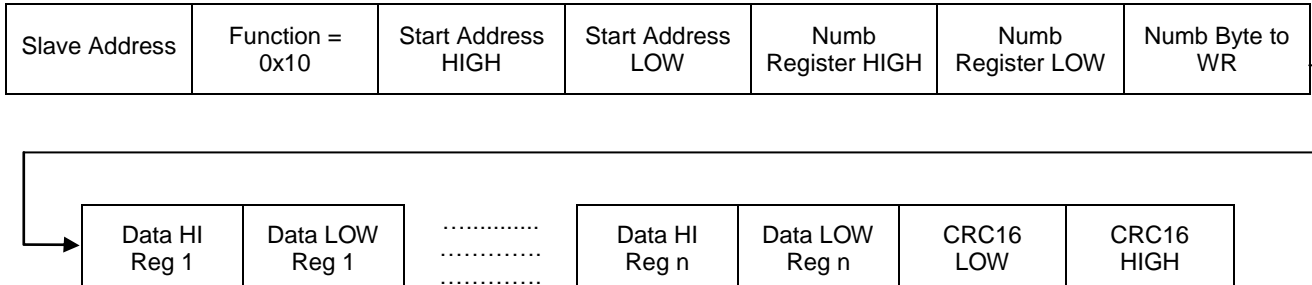 Slave Address
Function =
0x10
Start Address
HIGH
Start Address
LOW
Numb
Register HIGH
Numb
Register LOW
Numb Byte to
WR
Data HI
Reg 1
Data LOW
Reg 1
…............
………….
………….
Data HI
Reg n
Data LOW
Reg n
CRC16
LOW
CRC16
HIGH